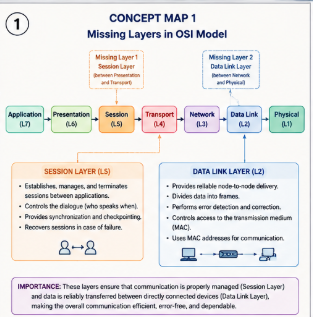 1
CONCEPT MAP 1
Missing Layers in OSI Model
Missing Layer 1
Session Layer
(between Presentation
and Transport)
Missing Layer 2
Data Link Layer
(between Network
and Physical)
Application
(L7)
Presentation
(L6)
Session
(L5)
Transport
(L4)
Network
(L3)
Data Link
(L2)
Physical
(L1)
SESSION LAYER (L5)
• Establishes, manages, and terminates
sessions between applications.
• Controls the dialogue (who speaks when).
• Provides synchronization and checkpointing.
• Recovers sessions in case of failure.
DATA LINK LAYER (L2)
• Provides reliable node-to-node delivery.
• Divides data into frames.
• Performs error detection and correction.
• Controls access to the transmission medium
(MAC).
• Uses MAC addresses for communication.
IMPORTANCE: These layers ensure that communication is properly managed (Session Layer)
and data is reliably transferred between directly connected devices (Data Link Layer),
making the overall communication efficient, error-free, and dependable.